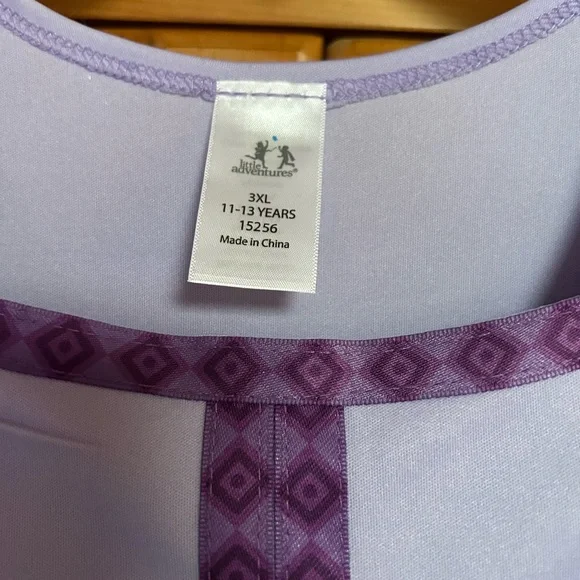 little
adventures®
3XL
11-13 YEARS
15256
Made in China